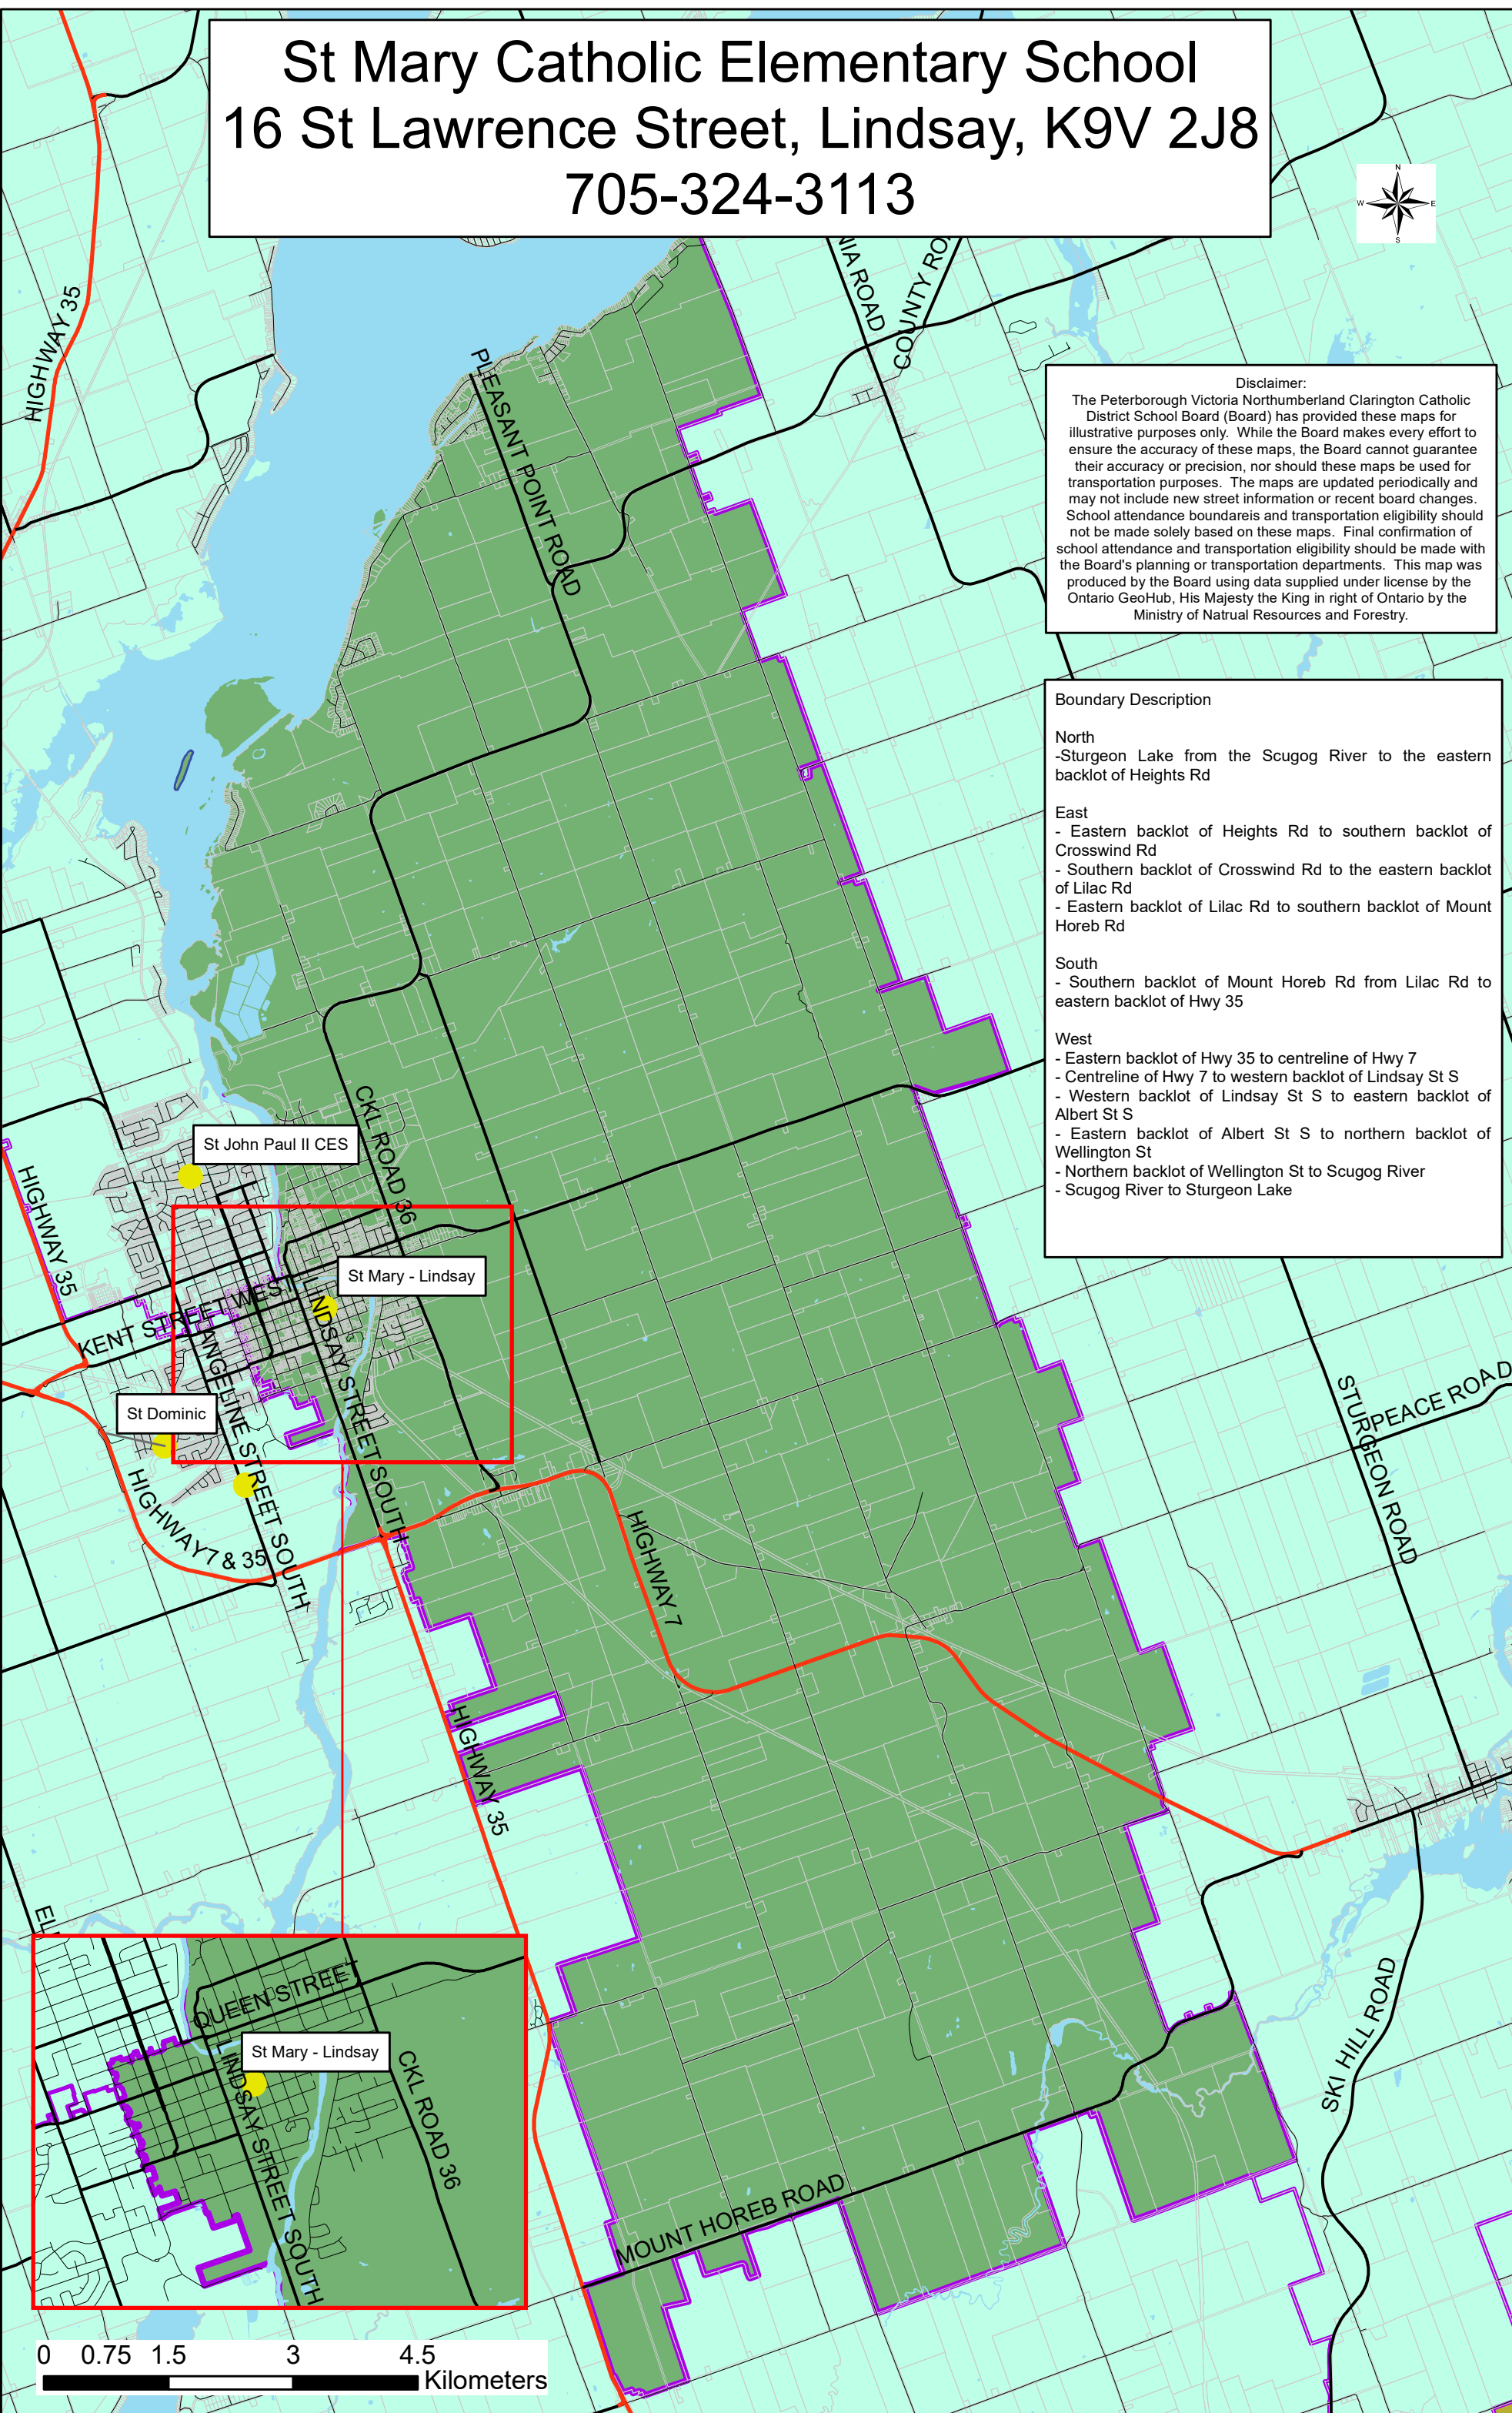 St Mary Catholic Elementary School
16 St Lawrence Street, Lindsay, K9V 2J8
705-324-3113
N
W
E
S
HIGHWAY 35
NIA ROAD
COUNTY RO
PLEASANT POINT ROAD
Disclaimer:
The Peterborough Victoria Northumberland Clarington Catholic
District School Board (Board) has provided these maps for
illustrative purposes only. While the Board makes every effort to
ensure the accuracy of these maps, the Board cannot guarantee
their accuracy or precision, nor should these maps be used for
transportation purposes. The maps are updated periodically and
may not include new street information or recent board changes.
School attendance boundareis and transportation eligibility should
not be made solely based on these maps. Final confirmation of
school attendance and transportation eligibility should be made with
the Board's planning or transportation departments. This map was
produced by the Board using data supplied under license by the
Ontario GeoHub, His Majesty the King in right of Ontario by the
Ministry of Natrual Resources and Forestry.
Boundary Description
North
-Sturgeon Lake from the Scugog River to the eastern
backlot of Heights Rd
East
- Eastern backlot of Heights Rd to southern backlot of
Crosswind Rd
- Southern backlot of Crosswind Rd to the eastern backlot
of Lilac Rd
- Eastern backlot of Lilac Rd to southern backlot of Mount
Horeb Rd
South
- Southern backlot of Mount Horeb Rd from Lilac Rd to
eastern backlot of Hwy 35
West
- Eastern backlot of Hwy 35 to centreline of Hwy 7
- Centreline of Hwy 7 to western backlot of Lindsay St S
- Western backlot of Lindsay St S to eastern backlot of
Albert St S
- Eastern backlot of Albert St S to northern backlot of
Wellington St
- Northern backlot of Wellington St to Scugog River
- Scugog River to Sturgeon Lake
St John Paul II CES
CKL ROAD 36
HIGHWAY 35
St Mary - Lindsay
KENT STREET WEST
LINDSAY STREET SOUTH
ANGELINE STREET SOUTH
St Dominic
HIGHWAY 7 & 35
HIGHWAY 7
STURGEON ROAD
PEACE ROAD
HIGHWAY 35
SKI HILL ROAD
MOUNT HOREB ROAD
QUEEN STREET
St Mary - Lindsay
LINDSAY STREET SOUTH
CKL ROAD 36
0 0.75 1.5 3 4.5
Kilometers